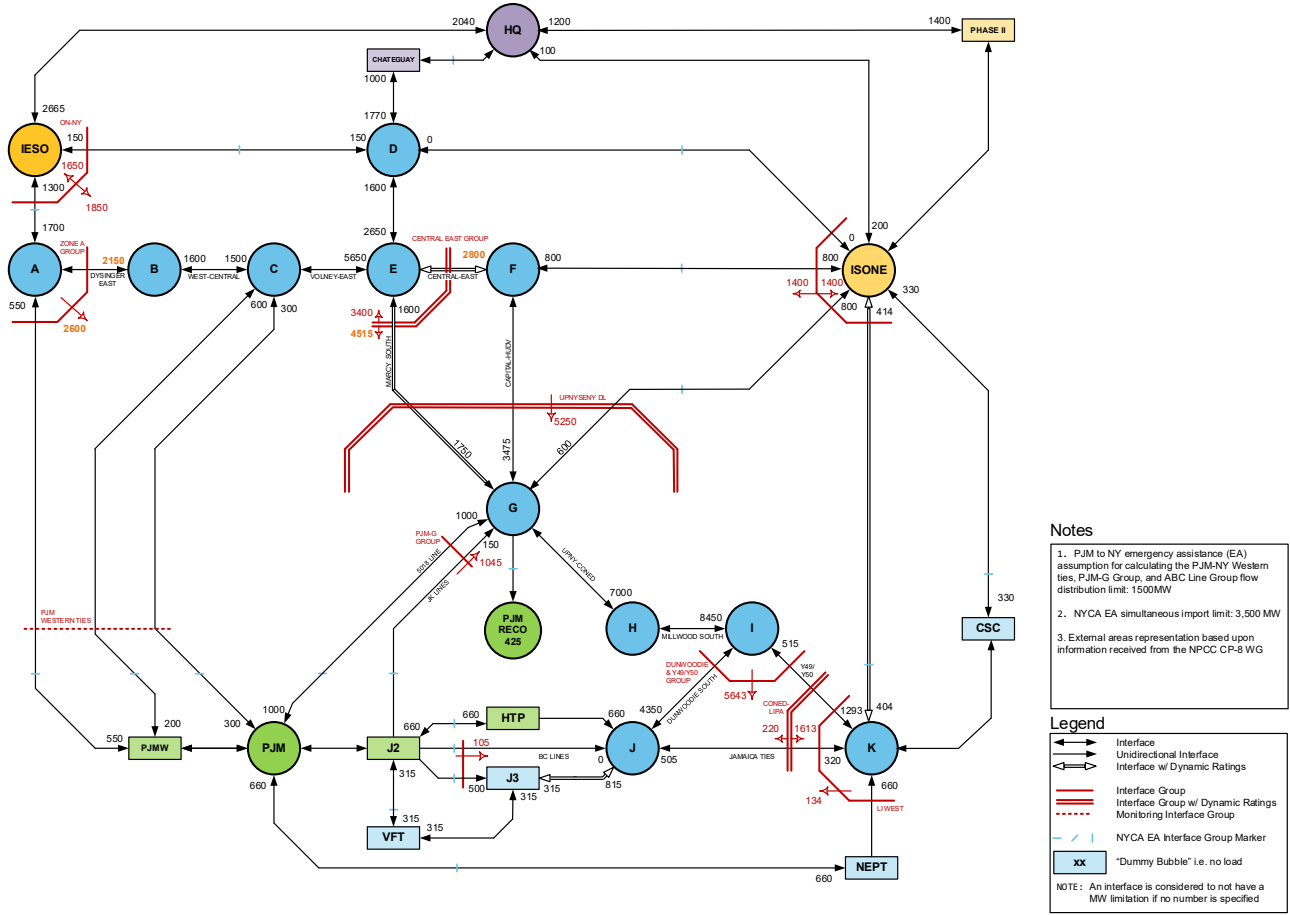 2040
HQ
1200
1400
PHASE II
100
CHATEGUAY
1000
2665
ON-NY
150
IESO
1770
150
D
0
1650
1300
1850
1600
1700
2650
200
0
ZONE A
GROUP
CENTRAL EAST GROUP
A
2150
DYSINGER
EAST
B
1600
WEST-CENTRAL
1500
C
VOLNEY-EAST
5650
E
2800
CENTRAL-EAST
F
800
800
ISONE
1400
1400
330
550
2600
600
300
1600
3400
4515
800
414
MARCY SOUTH
CAPITAL-HUDV
UPNYSENY DL
5250
1750
3475
600
G
1000
150
PJM-G
GROUP
1045
5018 LINE
JK LINES
UPNY-CONED
PJM
WESTERN TIES
PJM
RECO
425
7000
H
8450
MILLWOOD SOUTH
I
515
330
CSC
DUNWOODIE
& Y49/Y50
GROUP
DUNWOODIE SOUTH
5643
Y49/
Y50
CONED-
LIPA
4350
1293
404
220
1613
550
200
PJMW
300
1000
PJM
660
660
J2
660
HTP
660
105
BC LINES
0
J
505
JAMAICA TIES
320
K
660
315
500
J3
315
815
315
134
LI WEST
315
VFT
315
660
NEPT
Notes
1. PJM to NY emergency assistance (EA)
assumption for calculating the PJM-NY Western
ties, PJM-G Group, and ABC Line Group flow
distribution limit: 1500MW
2. NYCA EA simultaneous import limit: 3,500 MW
3. External areas representation based upon
information received from the NPCC CP-8 WG
Legend
Interface
Unidirectional Interface
Interface w/ Dynamic Ratings
Interface Group
Interface Group w/ Dynamic Ratings
Monitoring Interface Group
NYCA EA Interface Group Marker
xx
“Dummy Bubble” i.e. no load
NOTE: An interface is considered to not have a
MW limitation if no number is specified